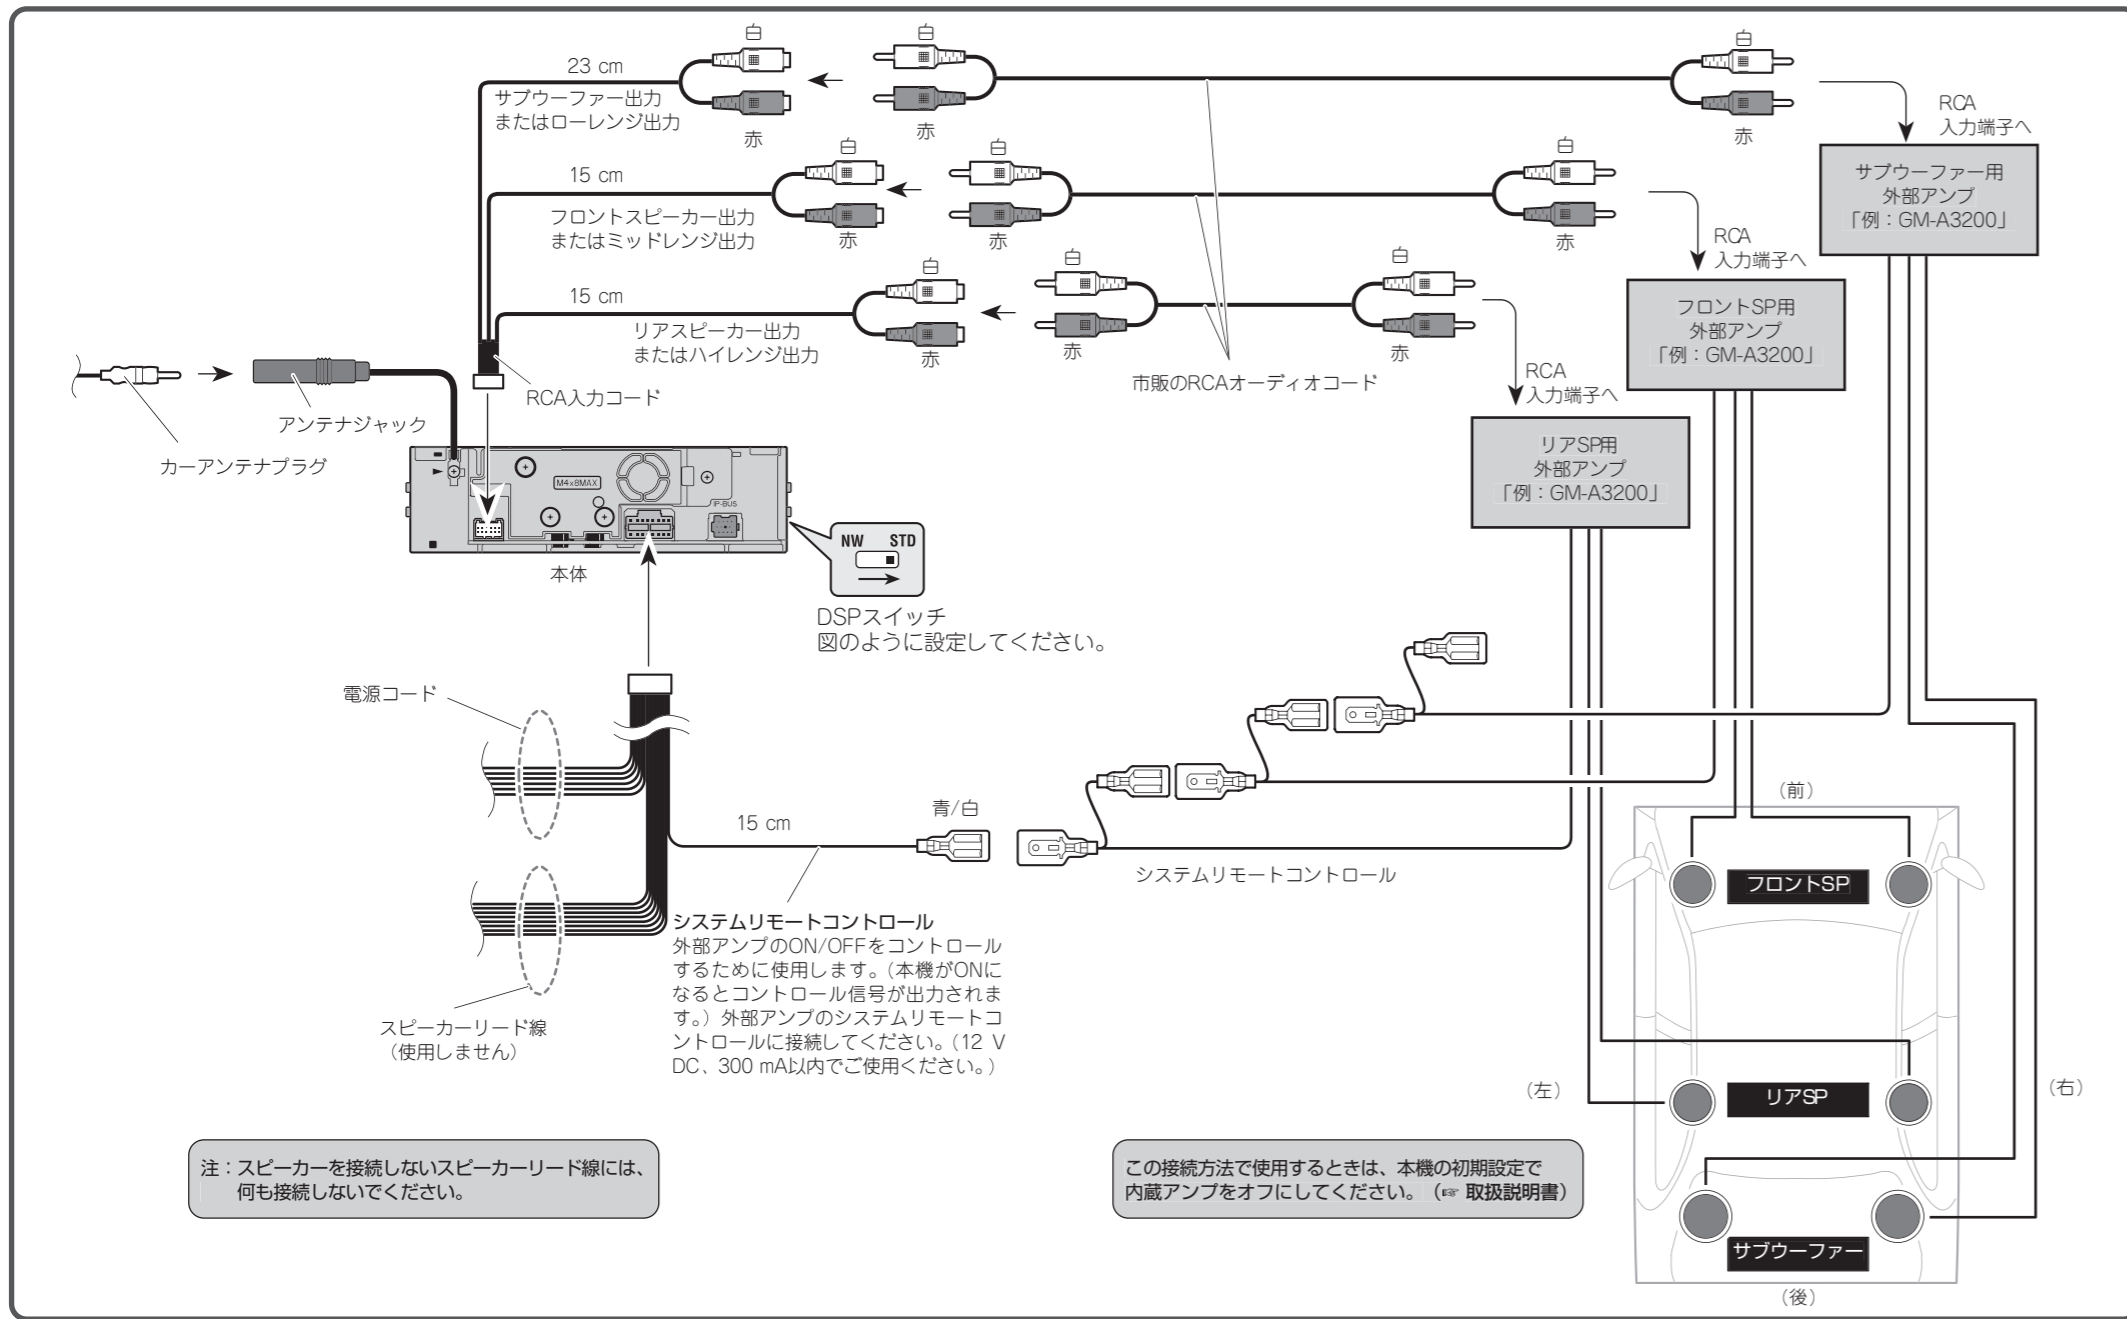 白
23 cm
サブウーファー出力
またはローレンジ出力
赤
白
赤
白
赤
RCA
入力端子へ
サブウーファー用
外部アンプ
「例：GM-A3200」
白
15 cm
フロントスピーカー出力
またはミッドレンジ出力
赤
白
赤
白
赤
RCA
入力端子へ
フロントSP用
外部アンプ
「例：GM-A3200」
白
15 cm
リアスピーカー出力
またはハイレンジ出力
赤
白
赤
白
赤
RCA
入力端子へ
リアSP用
外部アンプ
「例：GM-A3200」
市販のRCAオーディオコード
RCA入力コード
アンテナジャック
カーアンテナプラグ
M4x8MAX
IP-BUS
本体
NW STD
DSPスイッチ
図のように設定してください。
電源コード
15 cm
青/白
システムリモートコントロール
システムリモートコントロール
外部アンプのON/OFFをコントロール
するために使用します。（本機がONに
なるとコントロール信号が出力されま
す。）外部アンプのシステムリモートコ
ントロールに接続してください。（12 V
DC、300 mA以内でご使用ください。）
スピーカーリード線
（使用しません）
（前）
フロントSP
（左）
リアSP
（右）
サブウーファー
（後）
注：スピーカーを接続しないスピーカーリード線には、
何も接続しないでください。
この接続方法で使用するときは、本機の初期設定で
内蔵アンプをオフにしてください。（☞ 取扱説明書）